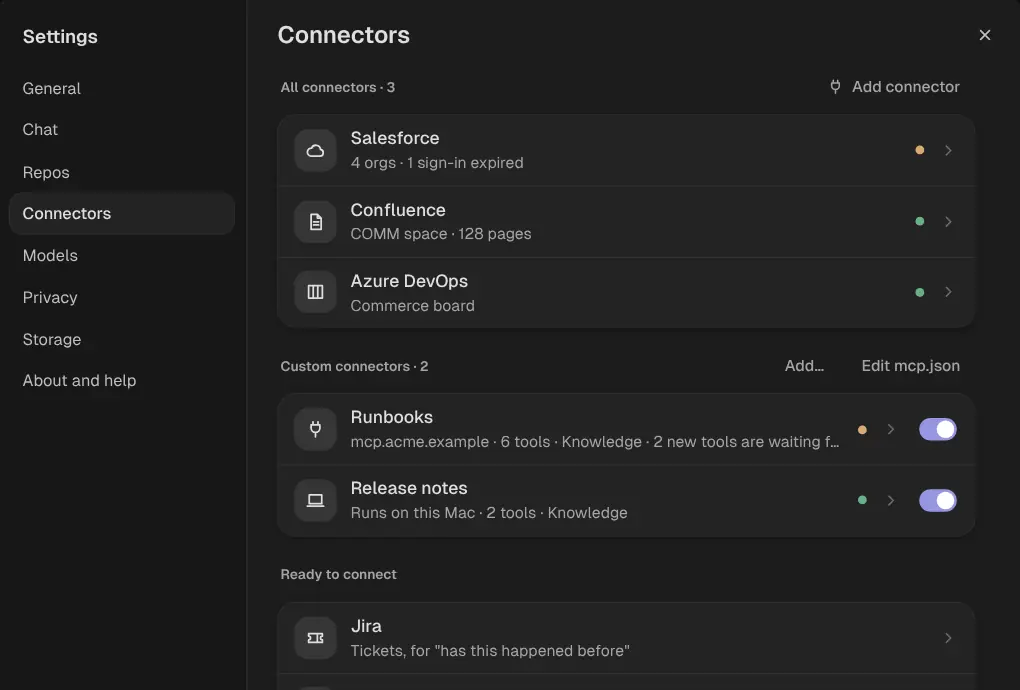 Settings
General
Chat
Repos
Connectors
Models
Privacy
Storage
About and help
Connectors
All connectors · 3
Add connector
Salesforce
4 orgs · 1 sign-in expired
Confluence
COMM space · 128 pages
Azure DevOps
Commerce board
Custom connectors · 2
Add...
Edit mcp.json
Runbooks
mcp.acme.example · 6 tools · Knowledge · 2 new tools are waiting f...
Release notes
Runs on this Mac · 2 tools · Knowledge
Ready to connect
Jira
Tickets, for "has this happened before"